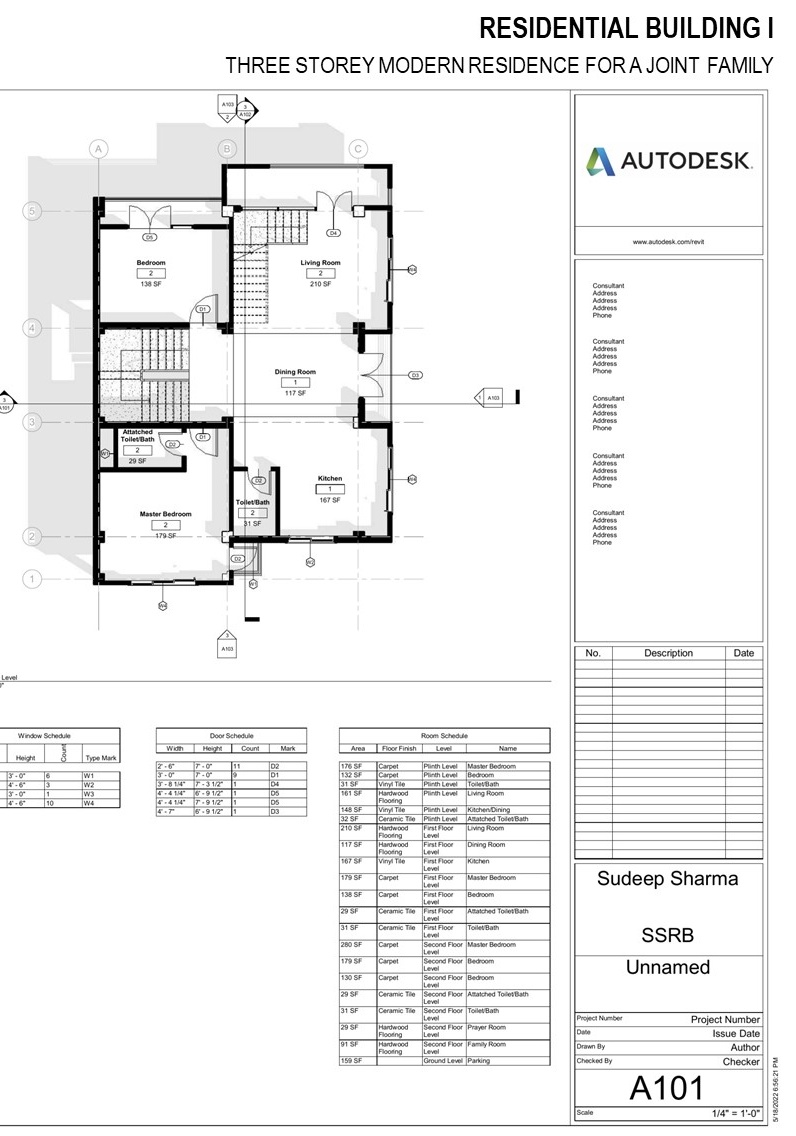 RESIDENTIAL BUILDING I
THREE STOREY MODERN RESIDENCE FOR A JOINT FAMILY
A103
2
3
A102
A
B
C
5
4
3
2
1
D5
D4
Bedroom
2
138 SF
Living Room
2
210 SF
W4
D1
Dining Room
1
117 SF
D3
3
A101
1
A103
Attatched
Toilet/Bath
2
29 SF
D2
D1
W1
Kitchen
1
167 SF
W4
D2
Toilet/Bath
2
31 SF
Master Bedroom
2
179 SF
D2
W1
W2
W4
3
A103
Level
0"
Window Schedule
Height Count Type Mark
3' - 0" 6 W1
4' - 6" 3 W2
3' - 0" 1 W3
4' - 6" 10 W4
Door Schedule
Width Height Count Mark
2' - 6" 7' - 0" 11 D2
3' - 0" 7' - 0" 9 D1
3' - 8 1/4" 7' - 3 1/2" 1 D4
4' - 4 1/4" 6' - 9 1/2" 1 D5
4' - 4 1/4" 7' - 9 1/2" 1 D5
4' - 7" 6' - 9 1/2" 1 D3
Room Schedule
Area Floor Finish Level Name
176 SF Carpet Plinth Level Master Bedroom
132 SF Carpet Plinth Level Bedroom
31 SF Vinyl Tile Plinth Level Toilet/Bath
161 SF Hardwood Flooring Plinth Level Living Room
148 SF Vinyl Tile Plinth Level Kitchen/Dining
32 SF Ceramic Tile Plinth Level Attatched Toilet/Bath
210 SF Hardwood Flooring First Floor Level Living Room
117 SF Hardwood Flooring First Floor Level Dining Room
167 SF Vinyl Tile First Floor Level Kitchen
179 SF Carpet First Floor Level Master Bedroom
138 SF Carpet First Floor Level Bedroom
29 SF Ceramic Tile First Floor Level Attatched Toilet/Bath
31 SF Ceramic Tile First Floor Level Toilet/Bath
280 SF Carpet Second Floor Level Master Bedroom
179 SF Carpet Second Floor Level Bedroom
130 SF Carpet Second Floor Level Bedroom
29 SF Ceramic Tile Second Floor Level Attatched Toilet/Bath
31 SF Ceramic Tile Second Floor Level Toilet/Bath
29 SF Hardwood Flooring Second Floor Level Prayer Room
91 SF Hardwood Flooring Second Floor Level Family Room
159 SF Ground Level Parking
AUTODESK.
www.autodesk.com/revit
Consultant
Address
Address
Address
Phone
Consultant
Address
Address
Address
Phone
Consultant
Address
Address
Address
Phone
Consultant
Address
Address
Address
Phone
Consultant
Address
Address
Address
Phone
No. Description Date
Sudeep Sharma
SSRB
Unnamed
Project Number Project Number
Date Issue Date
Drawn By Author
Checked By Checker
A101
Scale 1/4" = 1'-0"
5/18/2022 6:56:21 PM